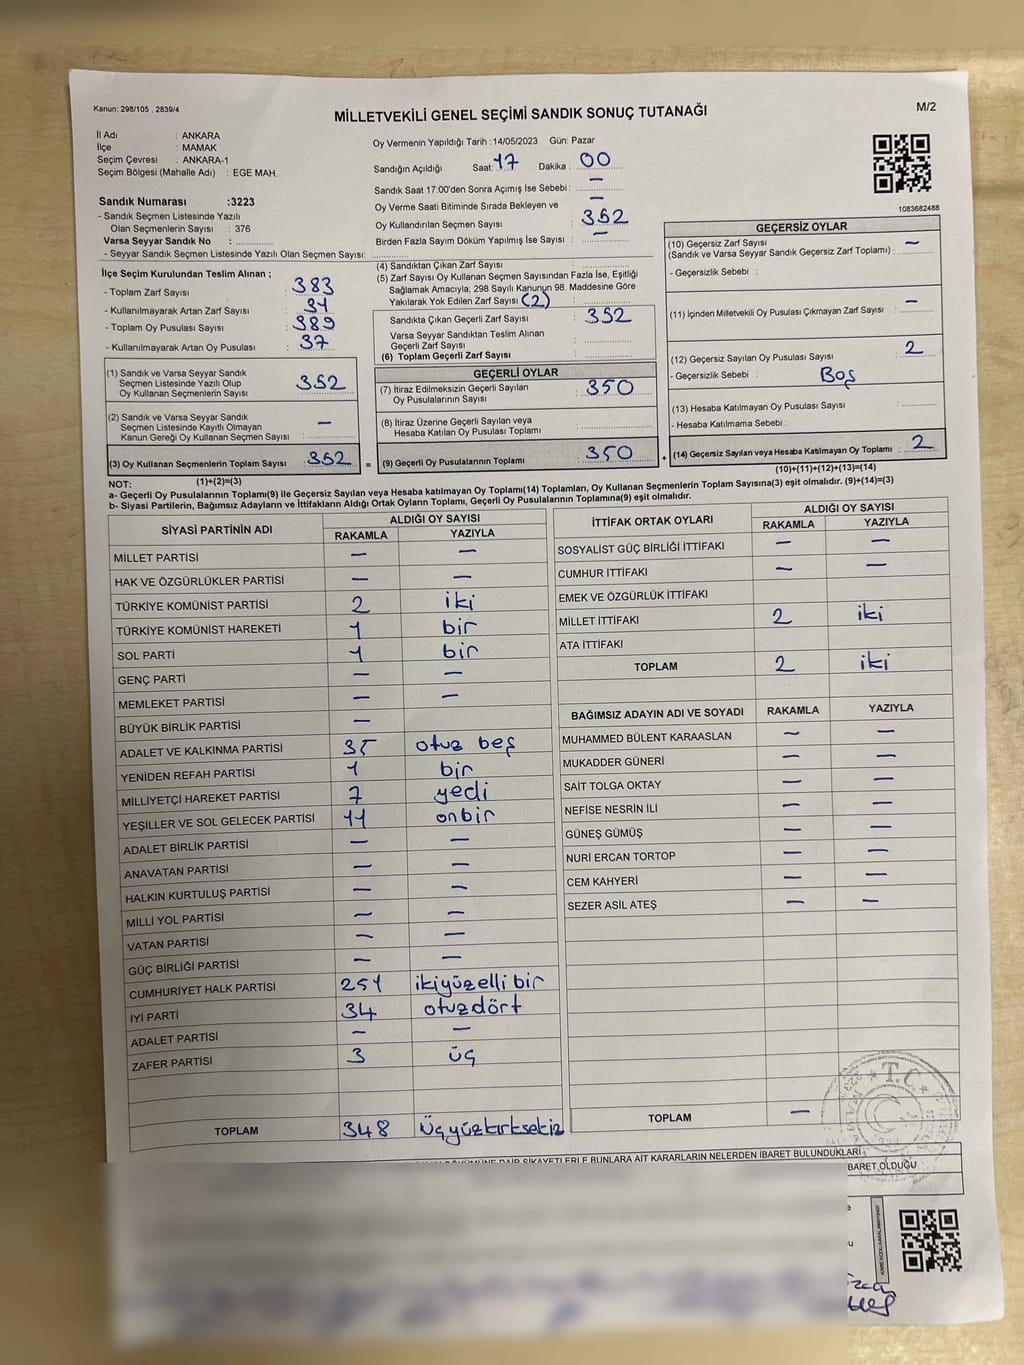 Kanun: 298/105 , 2839/4
MİLLETVEKİLİ GENEL SEÇİMİ SANDIK SONUÇ TUTANAĞI
M/2
İl Adı : ANKARA
İlçe : MAMAK
Seçim Çevresi : ANKARA-1
Seçim Bölgesi (Mahalle Adı) : EGE MAH.
Sandık Numarası :3223
- Sandık Seçmen Listesinde Yazılı
Olan Seçmenlerin Sayısı : 376
Varsa Seyyar Sandık No :
- Seyyar Sandık Seçmen Listesinde Yazılı Olan Seçmen Sayısı:
İlçe Seçim Kurulundan Teslim Alınan ;
- Toplam Zarf Sayısı : 383
- Kullanılmayarak Artan Zarf Sayısı : 31
- Toplam Oy Pusulası Sayısı : 389
- Kullanılmayarak Artan Oy Pusulası : 37
(1) Sandık ve Varsa Seyyar Sandık
Seçmen Listesinde Yazılı Olup
Oy Kullanan Seçmenlerin Sayısı : 352
(2) Sandık ve Varsa Seyyar Sandık
Seçmen Listesinde Kayıtlı Olmayan
Kanun Gereği Oy Kullanan Seçmen Sayısı : —
(3) Oy Kullanan Seçmenlerin Toplam Sayısı : 352
(1)+(2)=(3)
Oy Vermenin Yapıldığı Tarih : 14/05/2023 Gün: Pazar
Sandığın Açıldığı Saat: 17 Dakika : 00
Sandık Saat 17.00'den Sonra Açımış İse Sebebi : —
Oy Verme Saati Bitiminde Sırada Bekleyen ve —
Oy Kullandırılan Seçmen Sayısı : 352
Birden Fazla Sayım Döküm Yapılmış İse Sayısı : —
(4) Sandıktan Çıkan Zarf Sayısı :
(5) Zarf Sayısı Oy Kullanan Seçmen Sayısından Fazla İse, Eşitliği
Sağlamak Amacıyla; 298 Sayılı Kanunun 98. Maddesine Göre
Yakılarak Yok Edilen Zarf Sayısı (2) :
Sandıkta Çıkan Geçerli Zarf Sayısı : 352
Varsa Seyyar Sandıktan Teslim Alınan
Geçerli Zarf Sayısı :
(6) Toplam Geçerli Zarf Sayısı :
GEÇERLİ OYLAR
(7) İtiraz Edilmeksizin Geçerli Sayılan
Oy Pusulalarının Sayısı : 350
(8) İtiraz Üzerine Geçerli Sayılan veya
Hesaba Katılan Oy Pusulası Toplamı :
= (9) Geçerli Oy Pusulalarının Toplamı : 350 +
1083682488
GEÇERSİZ OYLAR
(10) Geçersiz Zarf Sayısı : —
(Sandık ve Varsa Seyyar Sandık Geçersiz Zarf Toplamı)
- Geçersizlik Sebebi :
(11) İçinden Milletvekili Oy Pusulası Çıkmayan Zarf Sayısı : —
(12) Geçersiz Sayılan Oy Pusulası Sayısı : 2
- Geçersizlik Sebebi : Boş
(13) Hesaba Katılmayan Oy Pusulası Sayısı :
- Hesaba Katılmama Sebebi :
(14) Geçersiz Sayılan veya Hesaba Katılmayan Oy Toplamı : 2
(10)+(11)+(12)+(13)=(14)
NOT:
a- Geçerli Oy Pusulalarının Toplamı(9) ile Geçersiz Sayılan veya Hesaba katılmayan Oy Toplamı(14) Toplamları, Oy Kullanan Seçmenlerin Toplam Sayısına(3) eşit olmalıdır. (9)+(14)=(3)
b- Siyasi Partilerin, Bağımsız Adayların ve İttifakların Aldığı Ortak Oyların Toplamı, Geçerli Oy Pusulalarının Toplamına(9) eşit olmalıdır.
SİYASİ PARTİNİN ADI ALDIĞI OY SAYISI
RAKAMLA YAZIYLA
MİLLET PARTİSİ — —
HAK VE ÖZGÜRLÜKLER PARTİSİ — —
TÜRKİYE KOMÜNİST PARTİSİ 2 iki
TÜRKİYE KOMÜNİST HAREKETİ 1 bir
SOL PARTİ 1 bir
GENÇ PARTİ — —
MEMLEKET PARTİSİ — —
BÜYÜK BİRLİK PARTİSİ —
ADALET VE KALKINMA PARTİSİ 35 otuz beş
YENİDEN REFAH PARTİSİ 1 bir
MİLLİYETÇİ HAREKET PARTİSİ 7 yedi
YEŞİLLER VE SOL GELECEK PARTİSİ 11 onbir
ADALET BİRLİK PARTİSİ — —
ANAVATAN PARTİSİ — —
HALKIN KURTULUŞ PARTİSİ — —
MİLLİ YOL PARTİSİ — —
VATAN PARTİSİ — —
GÜÇ BİRLİĞİ PARTİSİ — —
CUMHURİYET HALK PARTİSİ 251 ikiyüzelli bir
İYİ PARTİ 34 otuzdört
ADALET PARTİSİ — —
ZAFER PARTİSİ 3 üç
TOPLAM 348 üçyüzkırksekiz
İTTİFAK ORTAK OYLARI ALDIĞI OY SAYISI
RAKAMLA YAZIYLA
SOSYALİST GÜÇ BİRLİĞİ İTTİFAKI — —
CUMHUR İTTİFAKI — —
EMEK VE ÖZGÜRLÜK İTTİFAKI
MİLLET İTTİFAKI 2 iki
ATA İTTİFAKI
TOPLAM 2 iki
BAĞIMSIZ ADAYIN ADI VE SOYADI RAKAMLA YAZIYLA
MUHAMMED BÜLENT KARAASLAN — —
MUKADDER GÜNERİ — —
SAİT TOLGA OKTAY — —
NEFİSE NESRİN İLİ — —
GÜNEŞ GÜMÜŞ — —
NURİ ERCAN TORTOP — —
CEM KAHYERİ — —
SEZER ASİL ATEŞ — —
TOPLAM —
T.C.
DAİR ŞİKAYETLERLE BUNLARA AİT KARARLARIN NELERDEN İBARET BULUNDUKLARI
BARET OLDUĞU